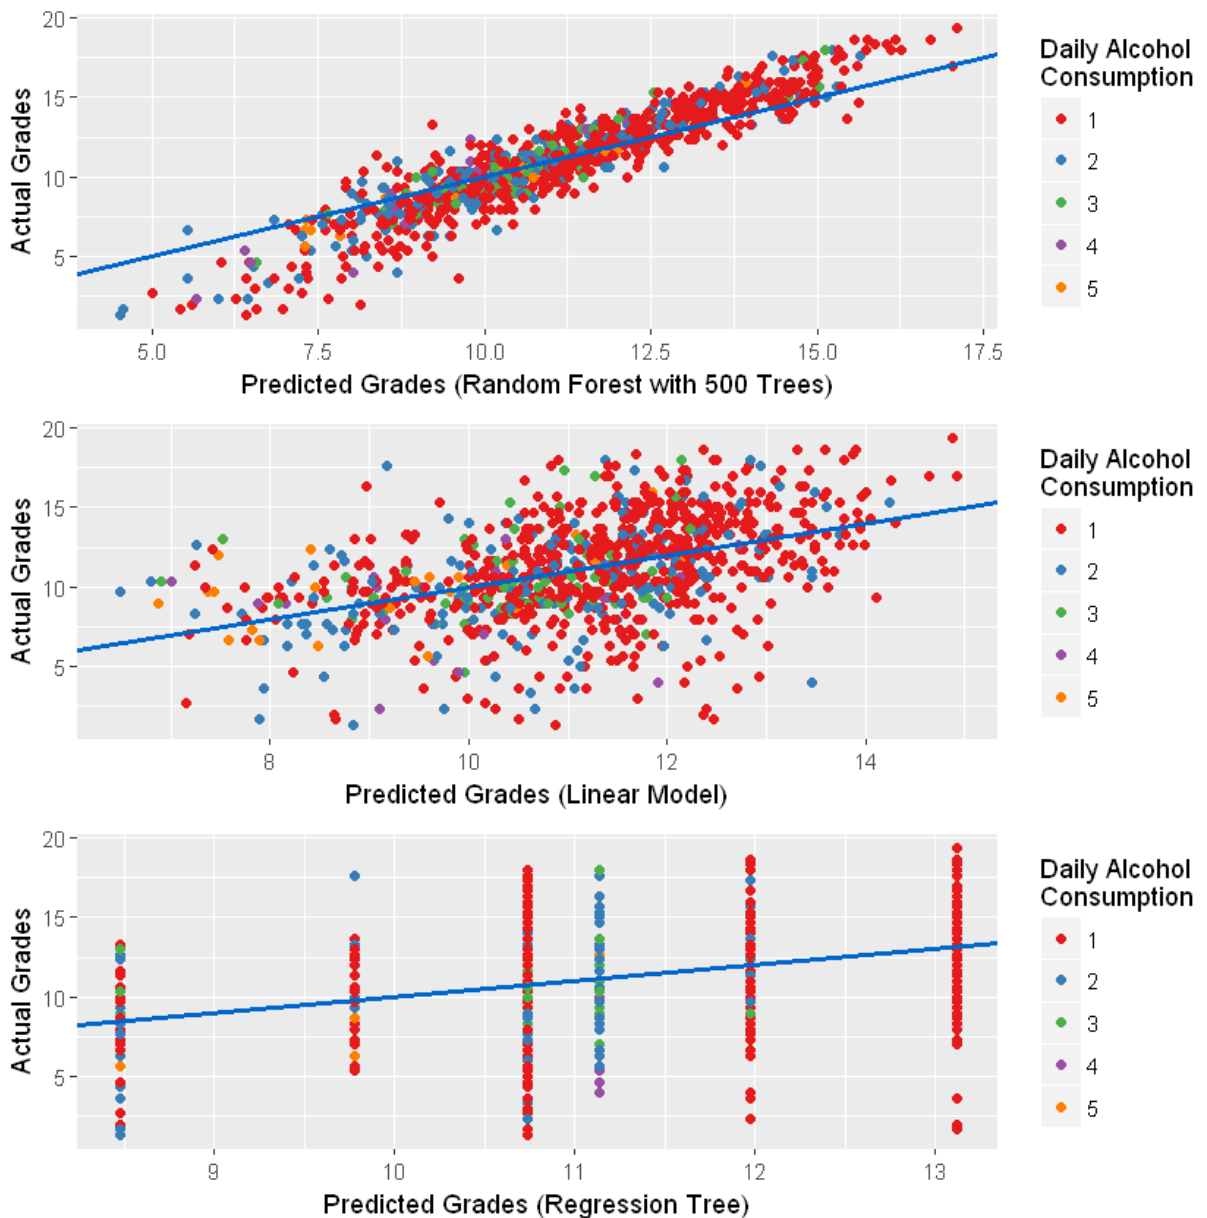 20
15
10
5
Actual Grades
5.0 7.5 10.0 12.5 15.0 17.5
Predicted Grades (Random Forest with 500 Trees)
Daily Alcohol
Consumption
1
2
3
4
5
20
15
10
5
Actual Grades
8 10 12 14
Predicted Grades (Linear Model)
Daily Alcohol
Consumption
1
2
3
4
5
20
15
10
5
Actual Grades
9 10 11 12 13
Predicted Grades (Regression Tree)
Daily Alcohol
Consumption
1
2
3
4
5